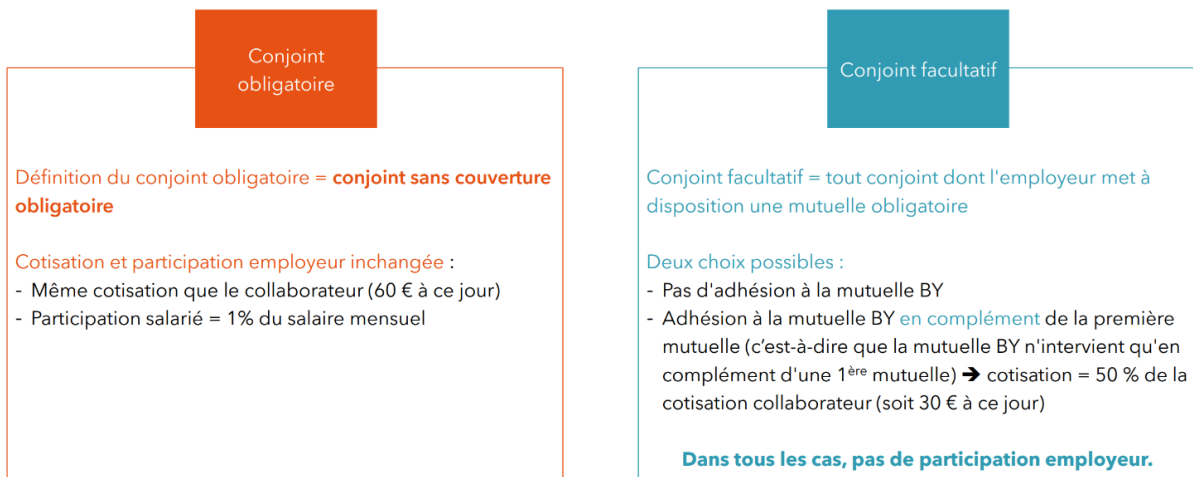 Conjoint
obligatoire
Définition du conjoint obligatoire = conjoint sans couverture
obligatoire
Cotisation et participation employeur inchangée :
- Même cotisation que le collaborateur (60 € à ce jour)
- Participation salarié = 1% du salaire mensuel
Conjoint facultatif
Conjoint facultatif = tout conjoint dont l'employeur met à
disposition une mutuelle obligatoire
Deux choix possibles :
- Pas d'adhésion à la mutuelle BY
- Adhésion à la mutuelle BY en complément de la première
mutuelle (c’est-à-dire que la mutuelle BY n'intervient qu'en
complément d'une 1ère mutuelle) ➔ cotisation = 50 % de la
cotisation collaborateur (soit 30 € à ce jour)
Dans tous les cas, pas de participation employeur.